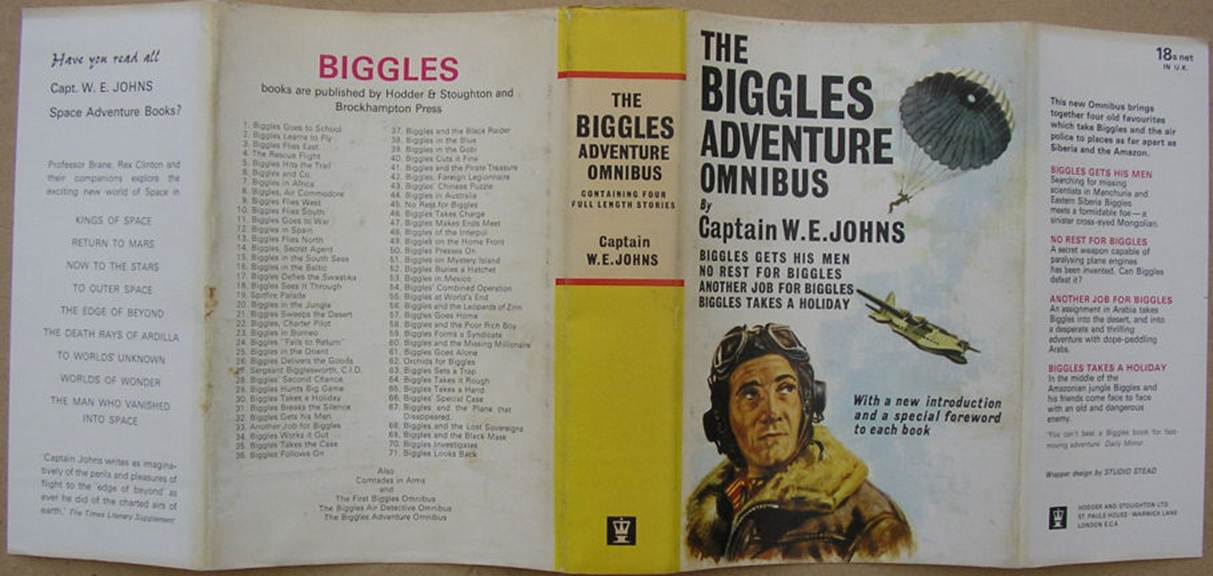 Have you read all
Capt. W. E. JOHNS
Space Adventure Books?
Professor Brane, Rex Clinton and
their companions explore the
exciting new world of Space in
KINGS OF SPACE
RETURN TO MARS
NOW TO THE STARS
TO OUTER SPACE
THE EDGE OF BEYOND
THE DEATH RAYS OF ARDILLA
TO WORLDS UNKNOWN
WORLDS OF WONDER
THE MAN WHO VANISHED
INTO SPACE
'Captain Johns writes as imagina-
tively of the perils and pleasures of
flight to the 'edge of beyond' as
ever he did of the charted airs of
earth.' The Times Literary Supplement
BIGGLES
books are published by Hodder & Stoughton and
Brockhampton Press
1. Biggles Goes to School
2. Biggles Learns to Fly
3. Biggles Flies East
4. The Rescue Flight
5. Biggles Hits the Trail
6. Biggles and Co.
7. Biggles in Africa
8. Biggles, Air Commodore
9. Biggles Flies West
10. Biggles Flies South
11. Biggles Goes to War
12. Biggles in Spain
13. Biggles Flies North
14. Biggles, Secret Agent
15. Biggles in the South Seas
16. Biggles in the Baltic
17. Biggles Defies the Swastika
18. Biggles Sees It Through
19. Spitfire Parade
20. Biggles in the Jungle
21. Biggles Sweeps the Desert
22. Biggles, Charter Pilot
23. Biggles in Borneo
24. Biggles "Fails to Return"
25. Biggles in the Orient
26. Biggles Delivers the Goods
27. Sergeant Bigglesworth, C.I.D.
28. Biggles' Second Chance
29. Biggles Hunts Big Game
30. Biggles Takes a Holiday
31. Biggles Breaks the Silence
32. Biggles Gets his Men
33. Another Job for Biggles
34. Biggles Works it Out
35. Biggles Takes the Case
36. Biggles Follows On
37. Biggles and the Black Raider
38. Biggles in the Blue
39. Biggles in the Gobi
40. Biggles Cuts it Fine
41. Biggles and the Pirate Treasure
42. Biggles, Foreign Legionnaire
43. Biggles' Chinese Puzzle
44. Biggles in Australia
45. No Rest for Biggles
46. Biggles Takes Charge
47. Biggles Makes Ends Meet
48. Biggles of the Interpol
49. Biggles on the Home Front
50. Biggles Presses On
51. Biggles on Mystery Island
52. Biggles Buries a Hatchet
53. Biggles in Mexico
54. Biggles' Combined Operation
55. Biggles at World's End
56. Biggles and the Leopards of Zinn
57. Biggles Goes Home
58. Biggles and the Poor Rich Boy
59. Biggles Forms a Syndicate
60. Biggles and the Missing Millionaire
61. Biggles Goes Alone
62. Orchids for Biggles
63. Biggles Sets a Trap
64. Biggles Takes it Rough
65. Biggles Takes a Hand
66. Biggles' Special Case
67. Biggles and the Plane that
Disappeared
68. Biggles and the Lost Sovereigns
69. Biggles and the Black Mask
70. Biggles Investigates
71. Biggles Looks Back
Also
Comrades in Arms
and
The First Biggles Omnibus
The Biggles Air Detective Omnibus
The Biggles Adventure Omnibus
THE
BIGGLES
ADVENTURE
OMNIBUS
CONTAINING FOUR
FULL LENGTH STORIES
Captain
W.E.JOHNS
THE
BIGGLES
ADVENTURE
OMNIBUS
By
Captain W.E.JOHNS
BIGGLES GETS HIS MEN
NO REST FOR BIGGLES
ANOTHER JOB FOR BIGGLES
BIGGLES TAKES A HOLIDAY
With a new introduction
and a special foreword
to each book
18s net
IN U.K.
This new Omnibus brings
together four old favourites
which take Biggles and the air
police to places as far apart as
Siberia and the Amazon.
BIGGLES GETS HIS MEN
Searching for missing
scientists in Manchuria and
Eastern Siberia Biggles
meets a formidable foe—a
sinister cross-eyed Mongolian.
NO REST FOR BIGGLES
A secret weapon capable of
paralysing plane engines
has been invented. Can Biggles
defeat it?
ANOTHER JOB FOR BIGGLES
An assignment in Arabia takes
Biggles into the desert, and into
a desperate and thrilling
adventure with dope-peddling
Arabs.
BIGGLES TAKES A HOLIDAY
In the middle of the
Amazonian jungle Biggles and
his friends come face to face
with an old and dangerous
enemy.
'You can't beat a Biggles book for fast-
moving adventure' Daily Mirror
Wrapper design by STUDIO STEAD
HODDER AND STOUGHTON LTD
ST. PAULS HOUSE · WARWICK LANE
LONDON E.C.4